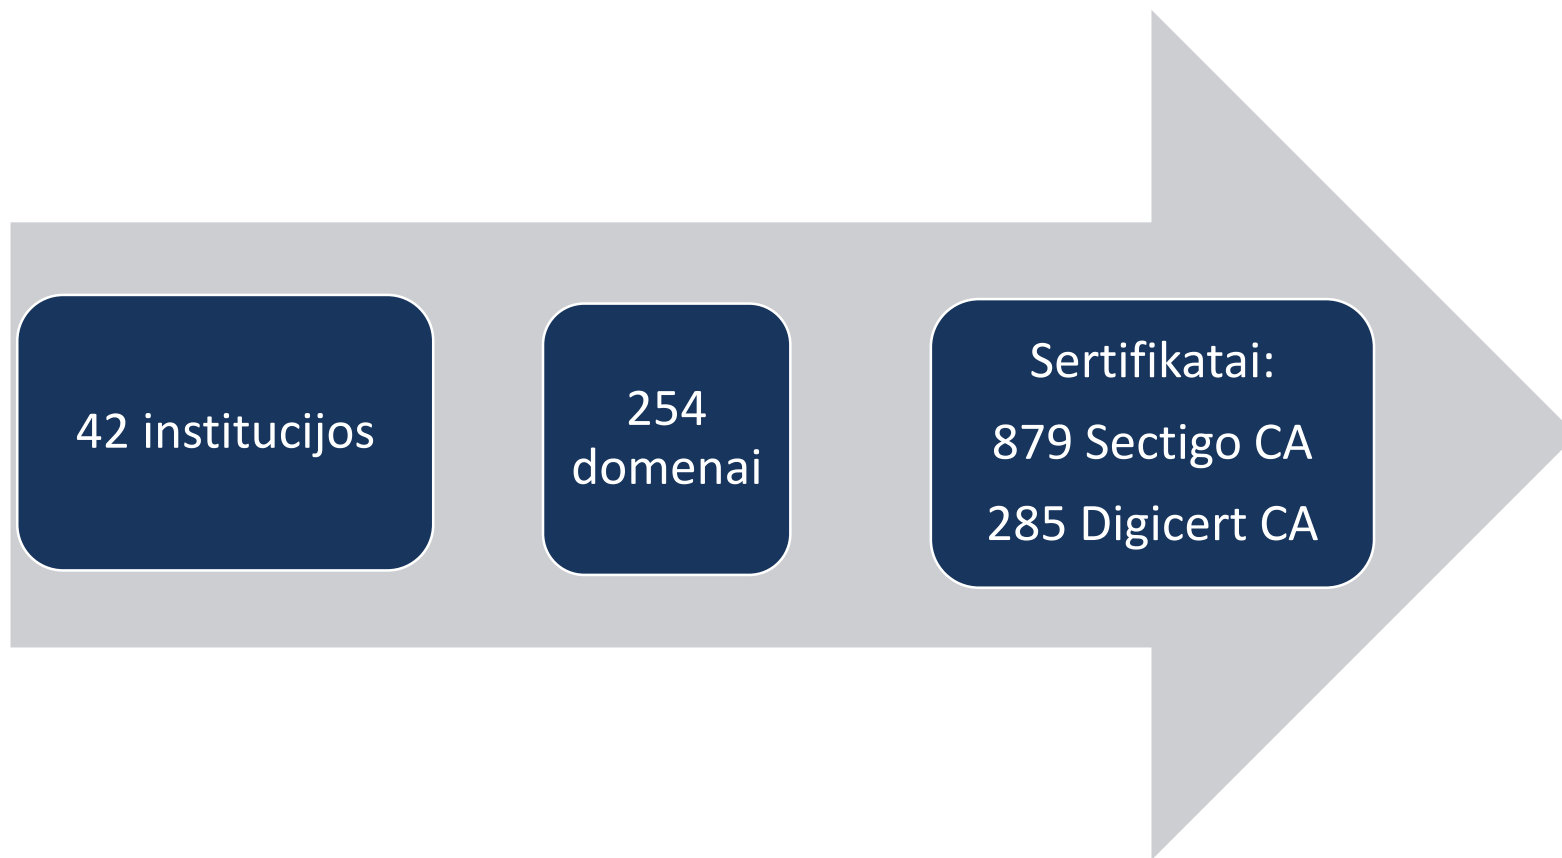 42 institucijos
254
domenai
Sertifikatai:
879 Sectigo CA
285 Digicert CA